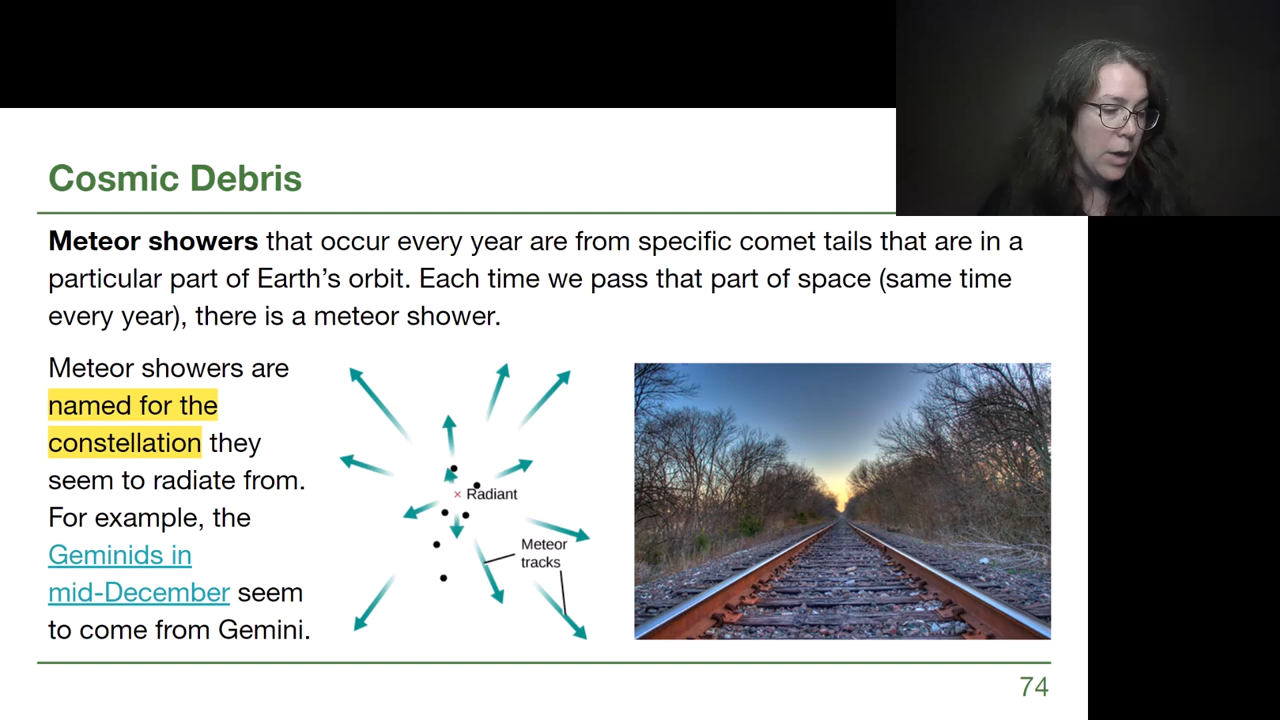 Cosmic Debris
Meteor showers that occur every year are from specific comet tails that are in a
particular part of Earth’s orbit. Each time we pass that part of space (same time
every year), there is a meteor shower.
Meteor showers are
named for the
constellation they
seem to radiate from.
For example, the
Geminids in
mid-December seem
to come from Gemini.
Radiant
Meteor
tracks
74